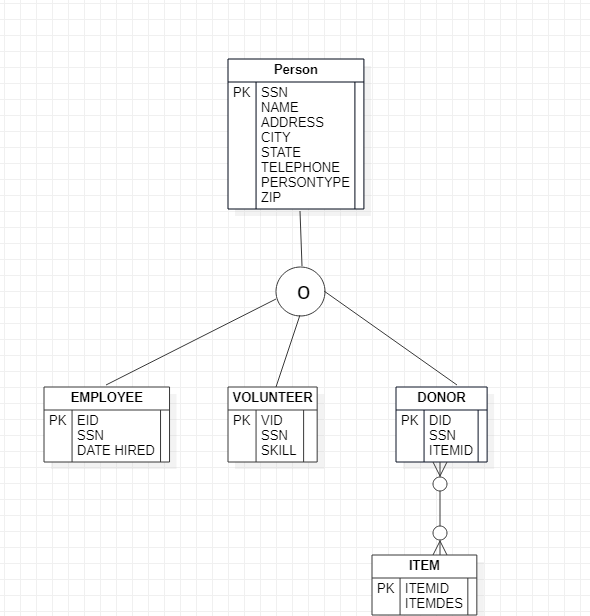 Person
PK SSN
NAME
ADDRESS
CITY
STATE
TELEPHONE
PERSONTYPE
ZIP
O
EMPLOYEE
PK EID
SSN
DATE HIRED
VOLUNTEER
PK VID
SSN
SKILL
DONOR
PK DID
SSN
ITEMID
ITEM
PK ITEMID
ITEMDES